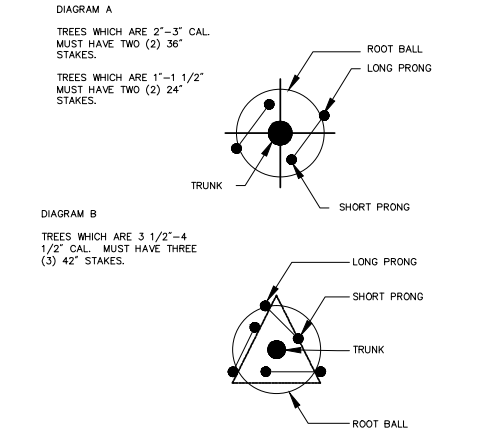 DIAGRAM A
TREES WHICH ARE 2"-3" CAL.
MUST HAVE TWO (2) 36"
STAKES.
TREES WHICH ARE 1"-1 1/2"
MUST HAVE TWO (2) 24"
STAKES.
ROOT BALL
LONG PRONG
TRUNK
SHORT PRONG
DIAGRAM B
TREES WHICH ARE 3 1/2"-4
1/2" CAL. MUST HAVE THREE
(3) 42" STAKES.
LONG PRONG
SHORT PRONG
TRUNK
ROOT BALL